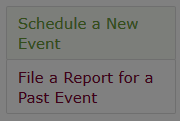 Schedule a New
Event
File a Report for a
Past Event